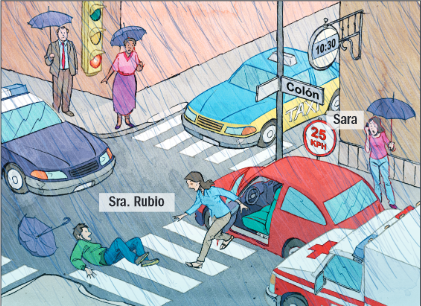 10:30
Colón
TAXI
Sara
25
KPH
Sra. Rubio